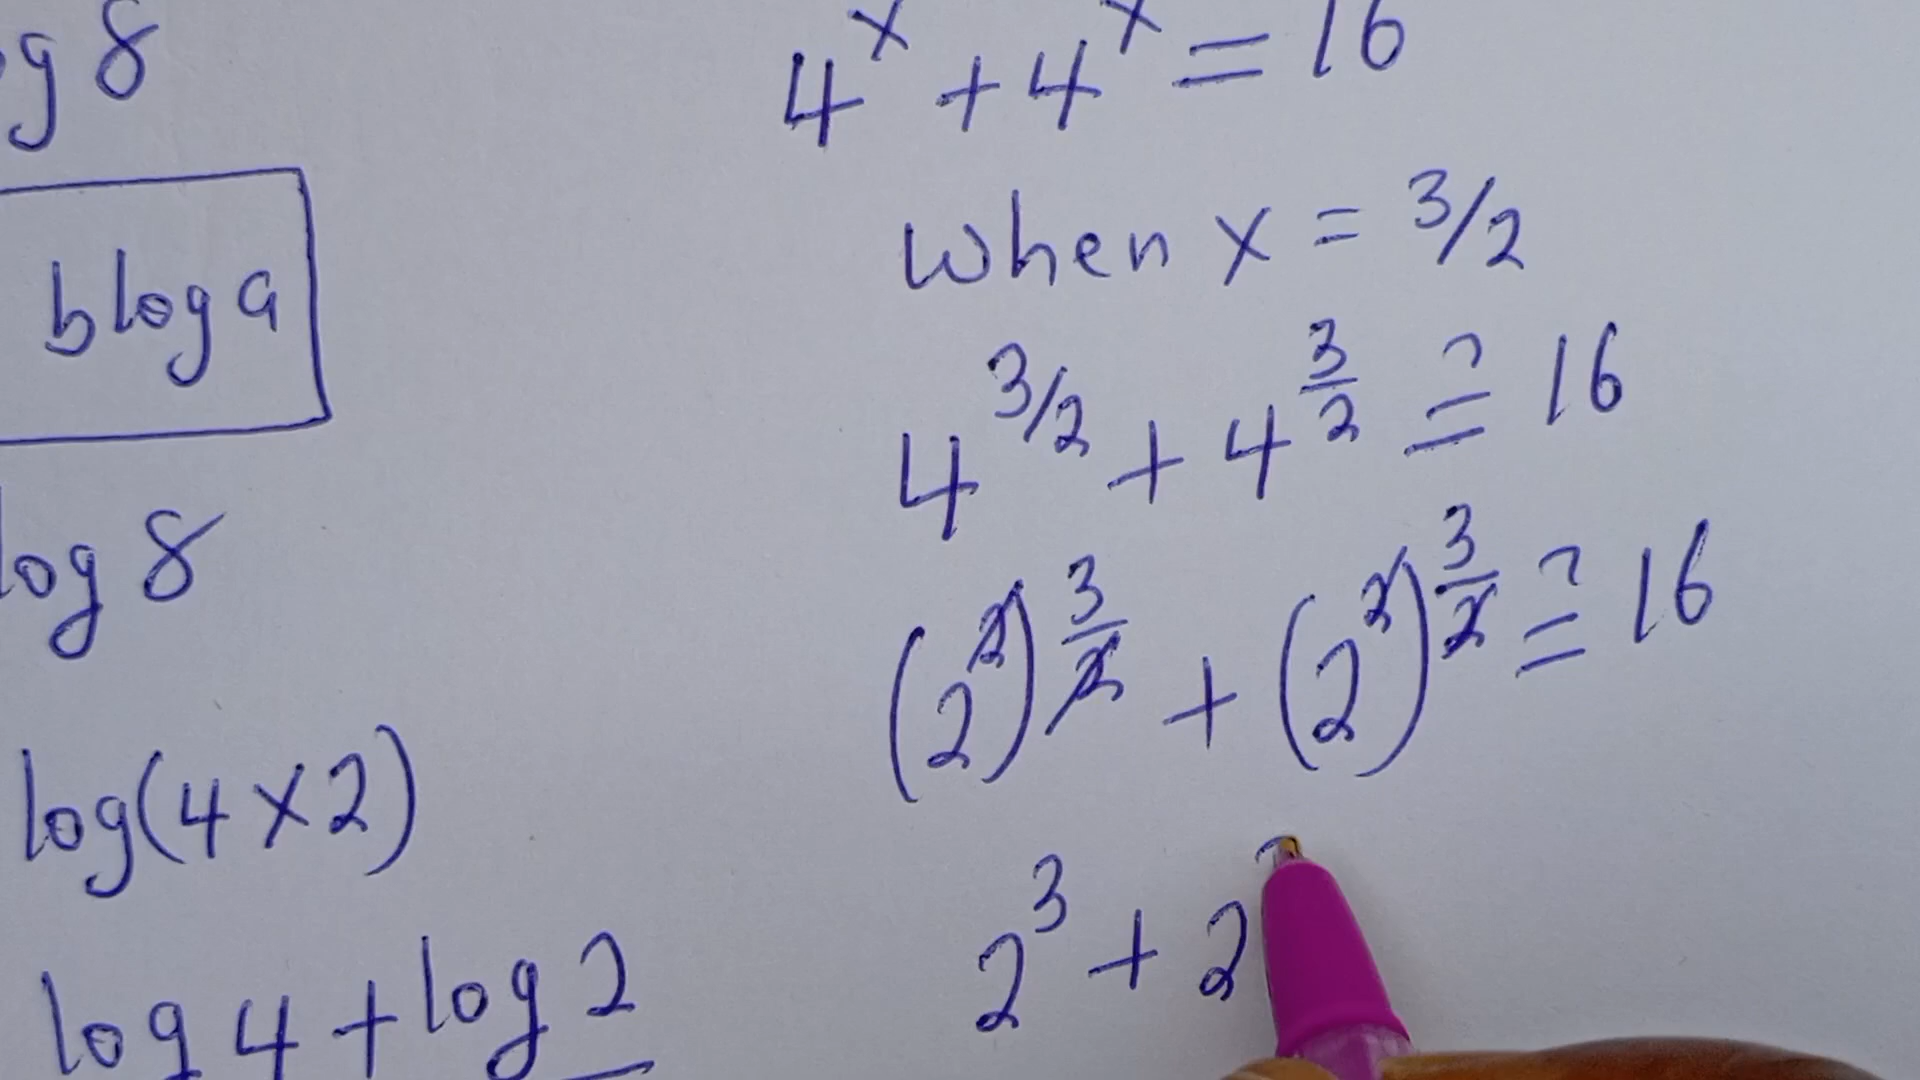 g 8
b log a
log 8
log(4 × 2)
log 4 + log 2
4^x + 4^x = 16
when x = 3/2
4^3/2 + 4^3/2 ?= 16
(2^2)^3/2 + (2^2)^3/2 ?= 16
2^3 + 2